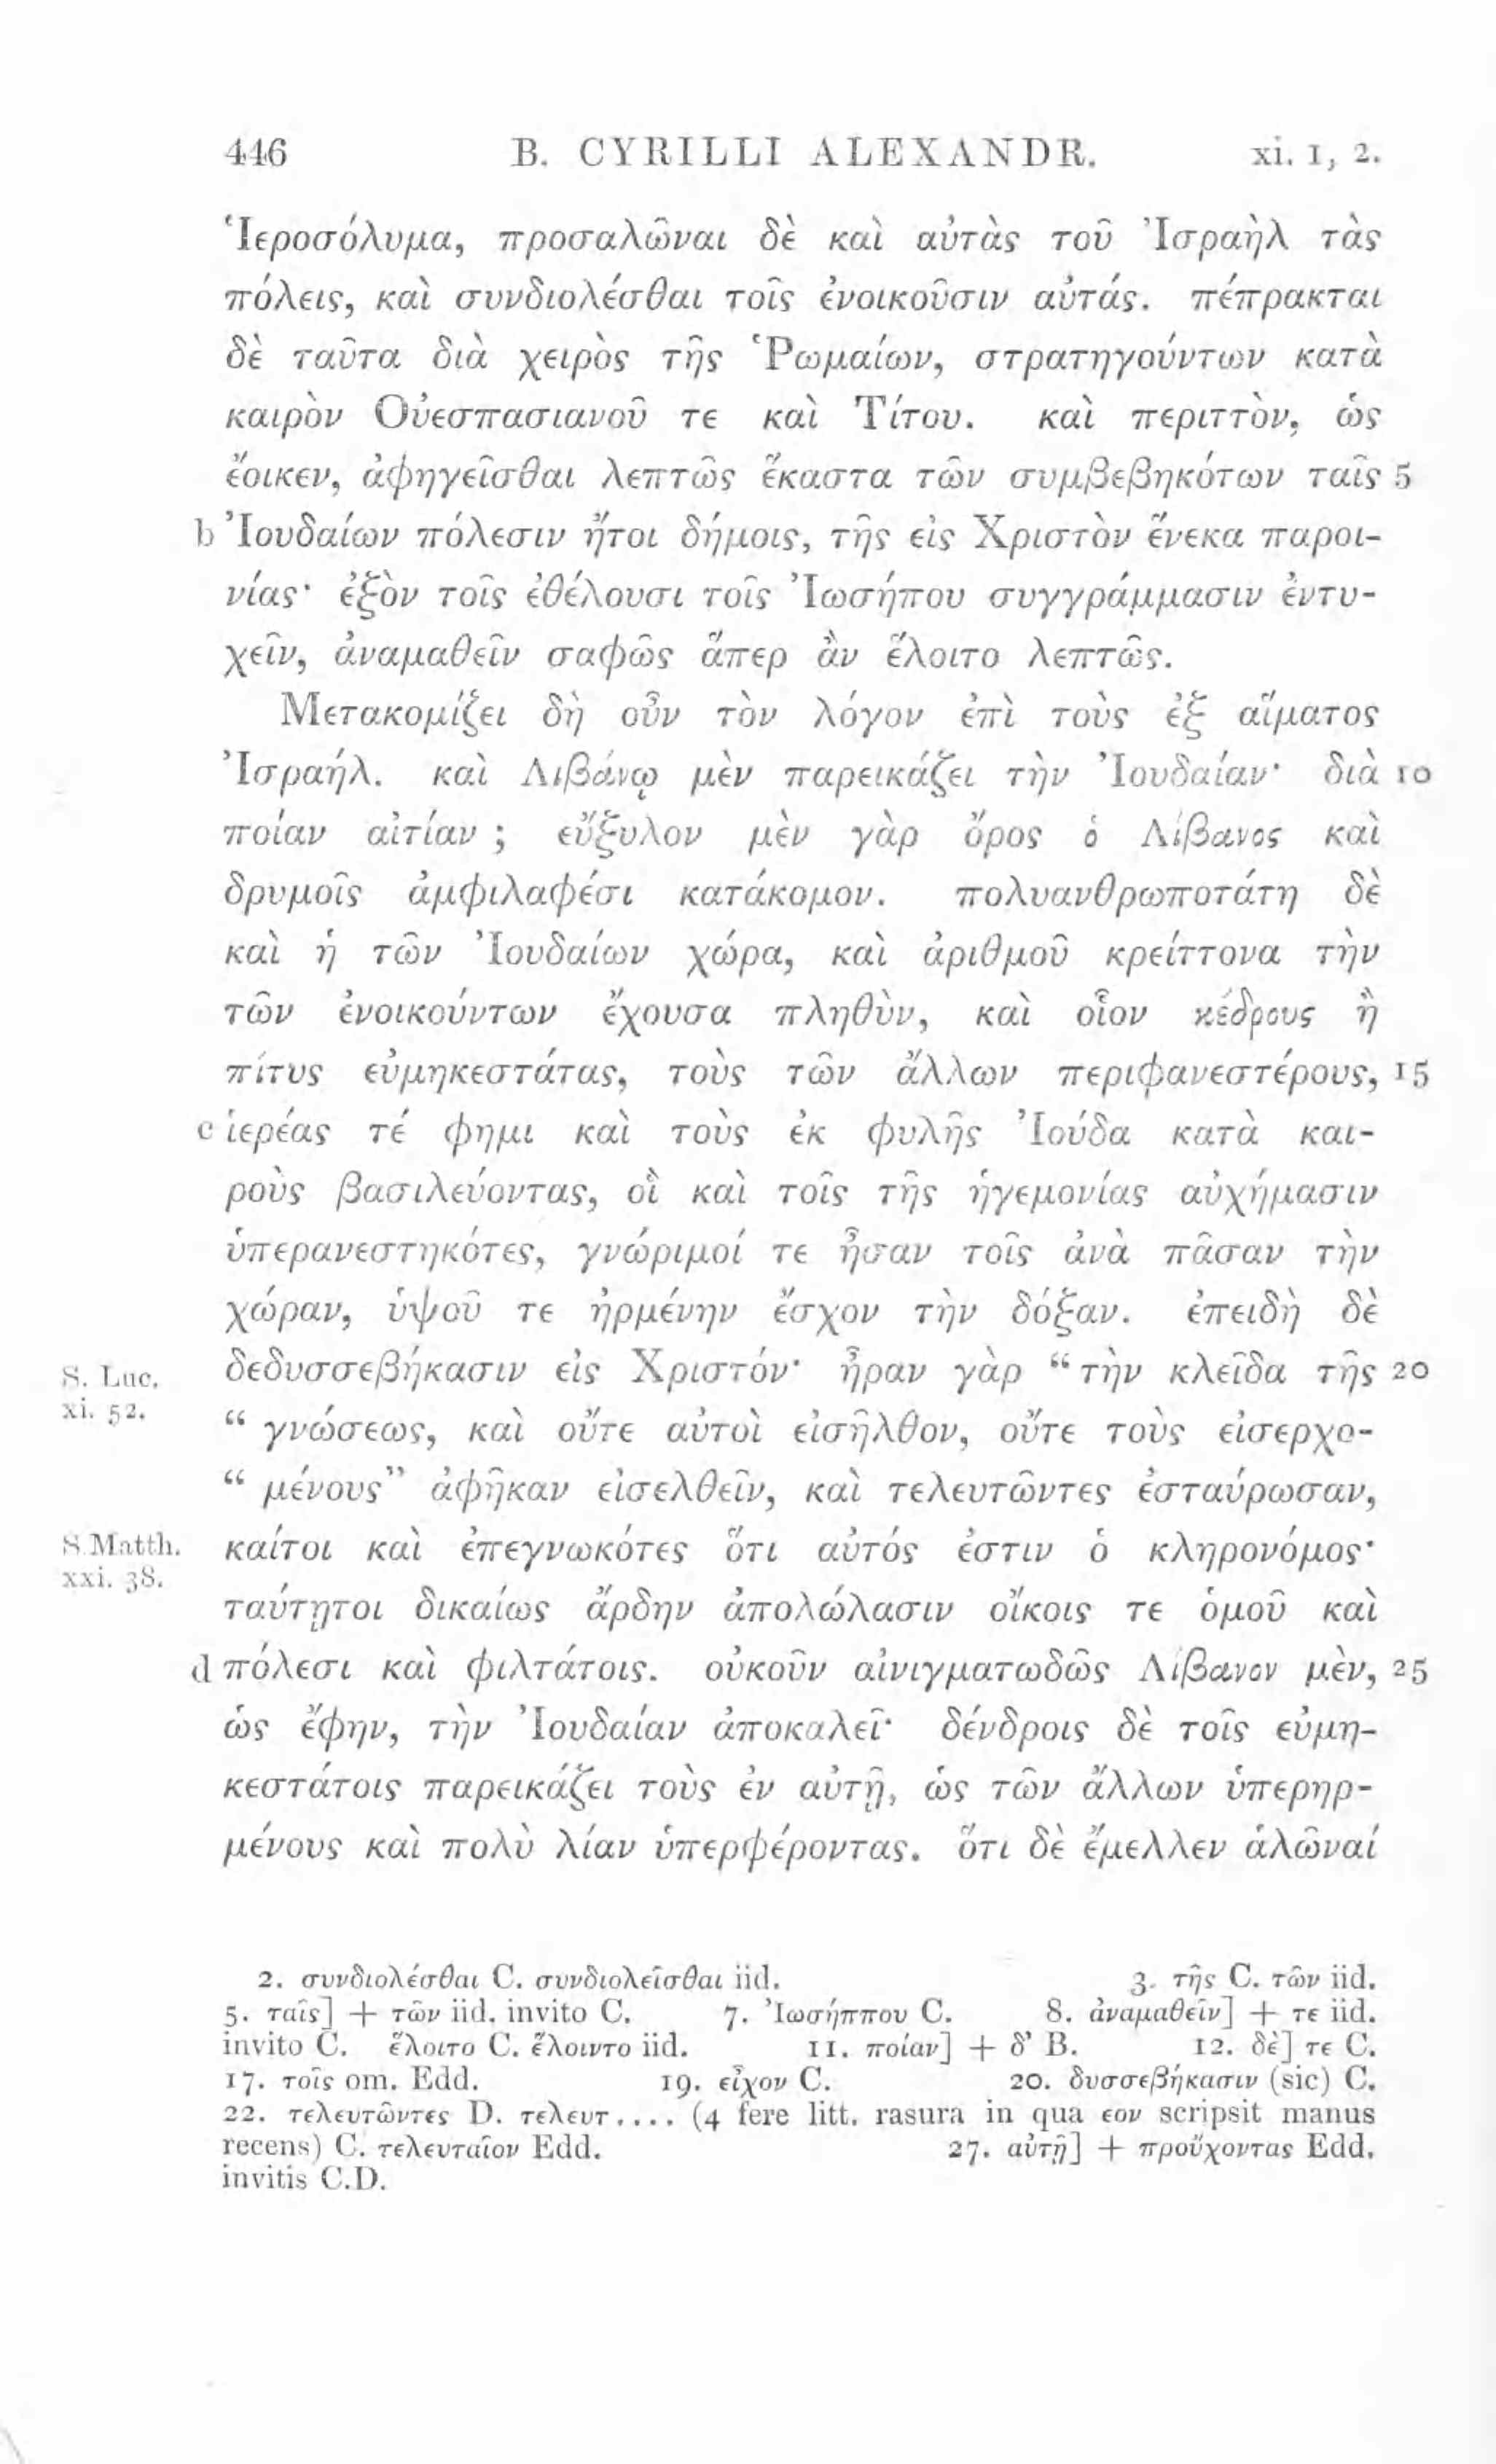 446 B. CYRILLI ALEXANDR. xi. 1, 2.
Ἱεροσόλυμα, προσαλῶναι δὲ καὶ αὐτὰς τοῦ Ἰσραὴλ τὰς
πόλεις, καὶ συνδιολέσθαι τοῖς ἐνοικοῦσιν αὐτάς. πέπρακται
δὲ ταῦτα διὰ χειρὸς τῆς Ῥωμαίων, στρατηγούντων κατὰ
καιρὸν Οὐεσπασιανοῦ τε καὶ Τίτου. καὶ περιττὸν, ὡς
ἔοικεν, ἀφηγεῖσθαι λεπτῶς ἕκαστα τῶν συμβεβηκότων ταῖς 5
b Ἰουδαίων πόλεσιν ἤτοι δήμοις, τῆς εἰς Χριστὸν ἕνεκα παροι-
νίας· ἐξὸν τοῖς ἐθέλουσι τοῖς Ἰωσήπου συγγράμμασιν ἐντυ-
χεῖν, ἀναμαθεῖν σαφῶς ἅπερ ἂν ἕλοιτο λεπτῶς.
Μετακομίζει δὴ οὖν τὸν λόγον ἐπὶ τοὺς ἐξ αἵματος
Ἰσραήλ. καὶ Λιβάνῳ μὲν παρεικάζει τὴν Ἰουδαίαν· διὰ 10
ποίαν αἰτίαν ; εὔξυλον μὲν γὰρ ὄρος ὁ Λίβανος καὶ
δρυμοῖς ἀμφιλαφέσι κατάκομον. πολυανθρωποτάτη δὲ
καὶ ἡ τῶν Ἰουδαίων χώρα, καὶ ἀριθμοῦ κρείττονα τὴν
τῶν ἐνοικούντων ἔχουσα πληθὺν, καὶ οἷον κέδρους ἢ
πίτυς εὐμηκεστάτας, τοὺς τῶν ἄλλων περιφανεστέρους, 15
c ἱερέας τέ φημι καὶ τοὺς ἐκ φυλῆς Ἰούδα κατὰ και-
ροὺς βασιλεύοντας, οἳ καὶ τοῖς τῆς ἡγεμονίας αὐχήμασιν
ὑπερανεστηκότες, γνώριμοί τε ἦσαν τοῖς ἀνὰ πᾶσαν τὴν
χώραν, ὑψοῦ τε ἠρμένην ἔσχον τὴν δόξαν. ἐπειδὴ δὲ
S. Luc. xi. 52. δεδυσσεβήκασιν εἰς Χριστόν· ἦραν γὰρ “ τὴν κλεῖδα τῆς 20
“ γνώσεως, καὶ οὔτε αὐτοὶ εἰσῆλθον, οὔτε τοὺς εἰσερχο-
“ μένους” ἀφῆκαν εἰσελθεῖν, καὶ τελευτῶντες ἐσταύρωσαν,
S. Matth. xxi. 38. καίτοι καὶ ἐπεγνωκότες ὅτι αὐτός ἐστιν ὁ κληρονόμος·
ταύτῃτοι δικαίως ἄρδην ἀπολώλασιν οἴκοις τε ὁμοῦ καὶ
d πόλεσι καὶ φιλτάτοις. οὐκοῦν αἰνιγματωδῶς Λίβανον μὲν, 25
ὡς ἔφην, τὴν Ἰουδαίαν ἀποκαλεῖ· δένδροις δὲ τοῖς εὐμη-
κεστάτοις παρεικάζει τοὺς ἐν αὐτῇ, ὡς τῶν ἄλλων ὑπερηρ-
μένους καὶ πολὺ λίαν ὑπερφέροντας. ὅτι δὲ ἔμελλεν ἁλῶναί
2. συνδιολέσθαι C. συνδιολεῖσθαι iid. 3. τῆς C. τῶν iid.
5. ταῖς] + τῶν iid. invito C. 7. Ἰωσήππου C. 8. ἀναμαθεῖν] + τε iid.
invito C. ἕλοιτο C. ἕλοιντο iid. 11. ποίαν] + δ’ B. 12. δὲ] τε C.
17. τοῖς om. Edd. 19. εἶχον C. 20. δυσσεβήκασιν (sic) C.
22. τελευτῶντες D. τελευτ.... (4 fere litt. rasura in qua εον scripsit manus
recens) C. τελευταῖον Edd. 27. αὐτῇ] + προὔχοντας Edd.
invitis C.D.